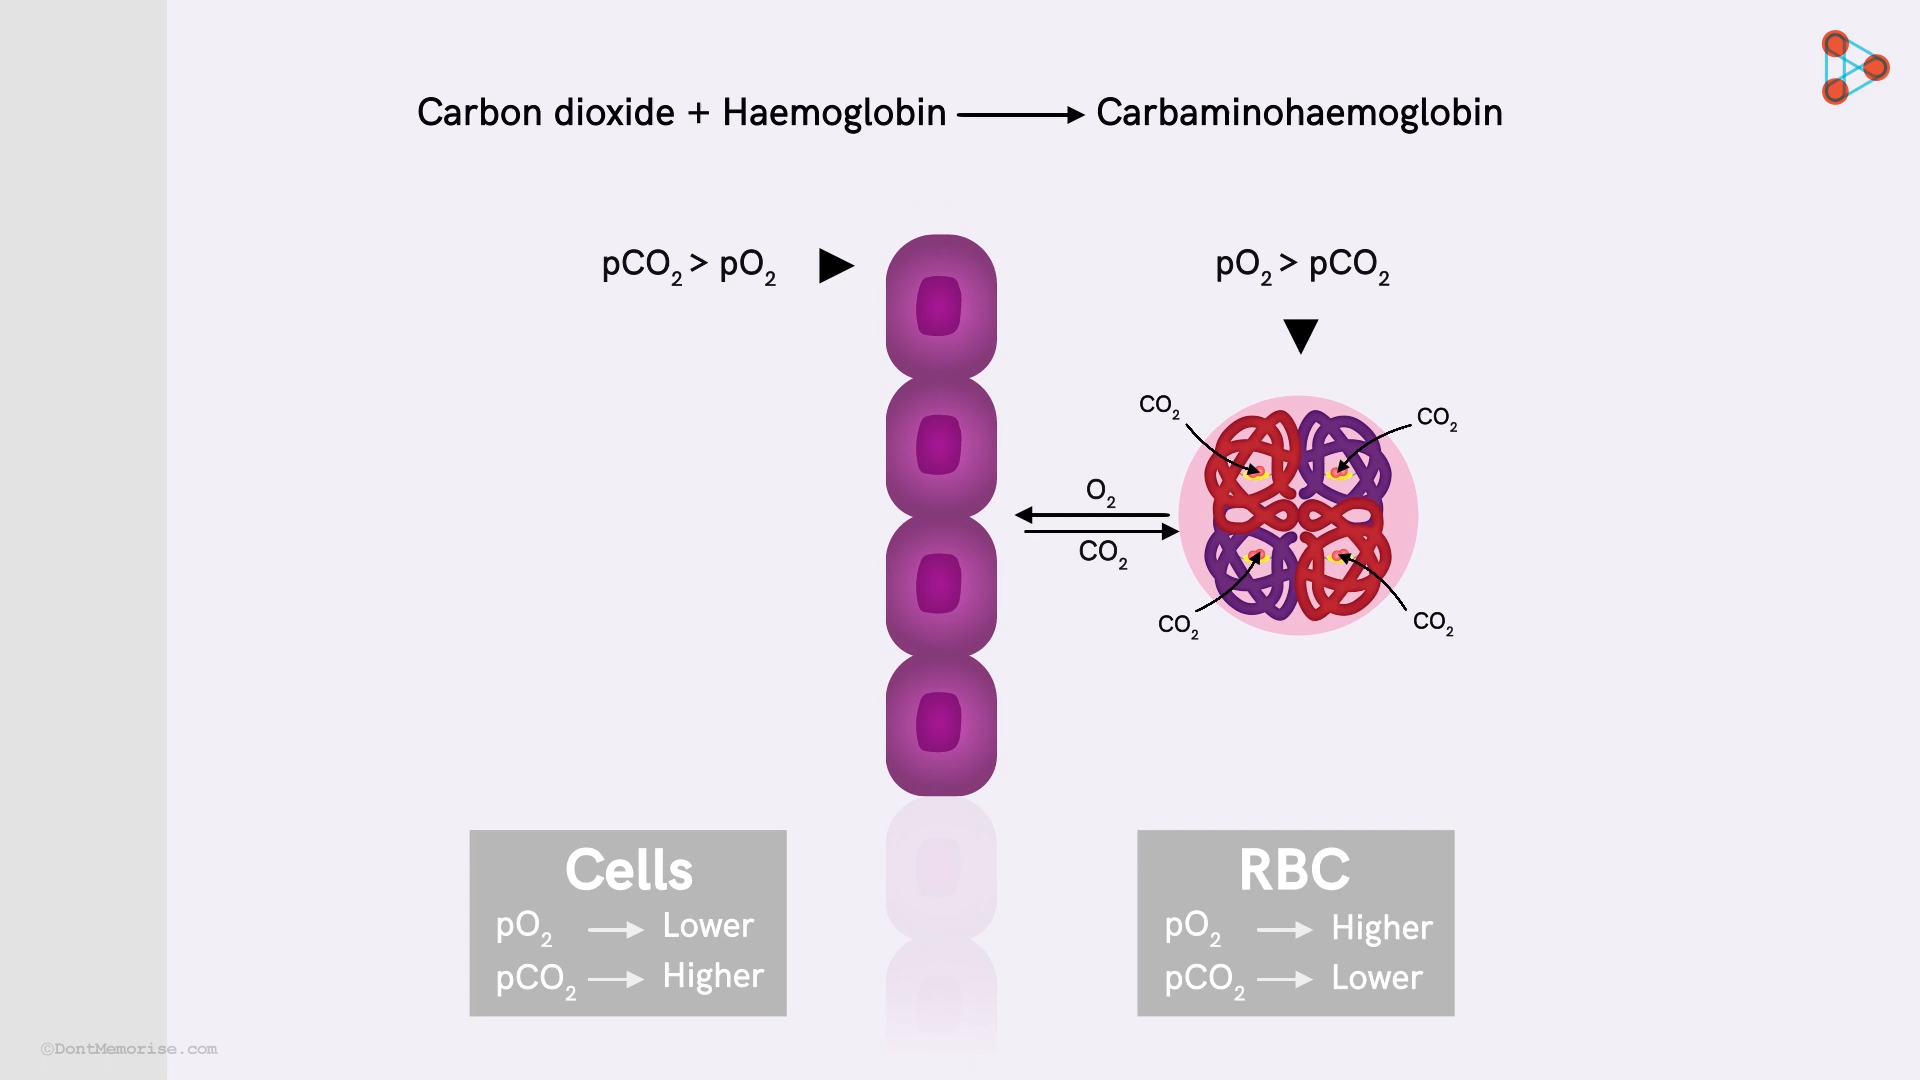 Carbon dioxide + Haemoglobin ⟶ Carbaminohaemoglobin
pCO₂ > pO₂ ▶
pO₂ > pCO₂
▼
CO₂
CO₂
O₂
CO₂
CO₂
CO₂
Cells
pO₂ ⟶ Lower
pCO₂ ⟶ Higher
RBC
pO₂ ⟶ Higher
pCO₂ ⟶ Lower
©DontMemorise.com